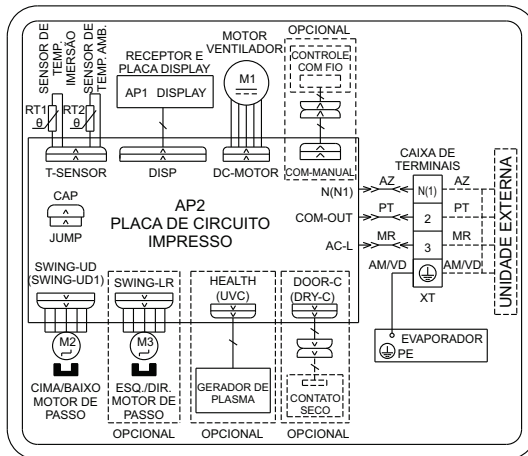 SENSOR DE
TEMP.
IMERSÃO
SENSOR DE
TEMP. AMB.
RT1
θ
RT2
θ
T-SENSOR
RECEPTOR E
PLACA DISPLAY
AP1 DISPLAY
DISP
MOTOR
VENTILADOR
M1
DC-MOTOR
OPCIONAL
CONTROLE
COM FIO
COM-MANUAL
CAP
JUMP
AP2
PLACA DE CIRCUITO
IMPRESSO
N(N1)
COM-OUT
AC-L
AZ
PT
MR
AM/VD
CAIXA DE
TERMINAIS
N(1)
2
3
XT
AZ
PT
MR
AM/VD
UNIDADE EXTERNA
EVAPORADOR
PE
SWING-UD
(SWING-UD1)
M2
CIMA/BAIXO
MOTOR DE
PASSO
SWING-LR
M3
ESQ./DIR.
MOTOR DE
PASSO
OPCIONAL
HEALTH
(UVC)
GERADOR DE
PLASMA
OPCIONAL
DOOR-C
(DRY-C)
CONTATO
SECO
OPCIONAL